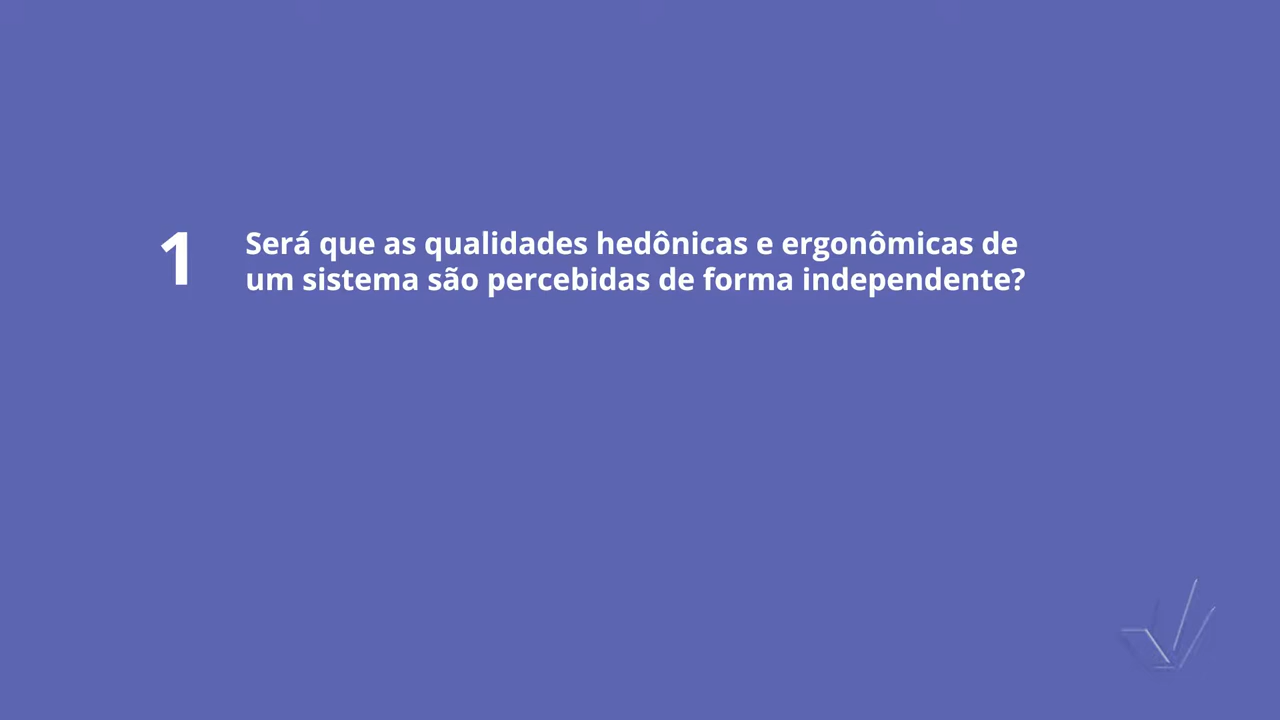 1
Será que as qualidades hedônicas e ergonômicas de
um sistema são percebidas de forma independente?